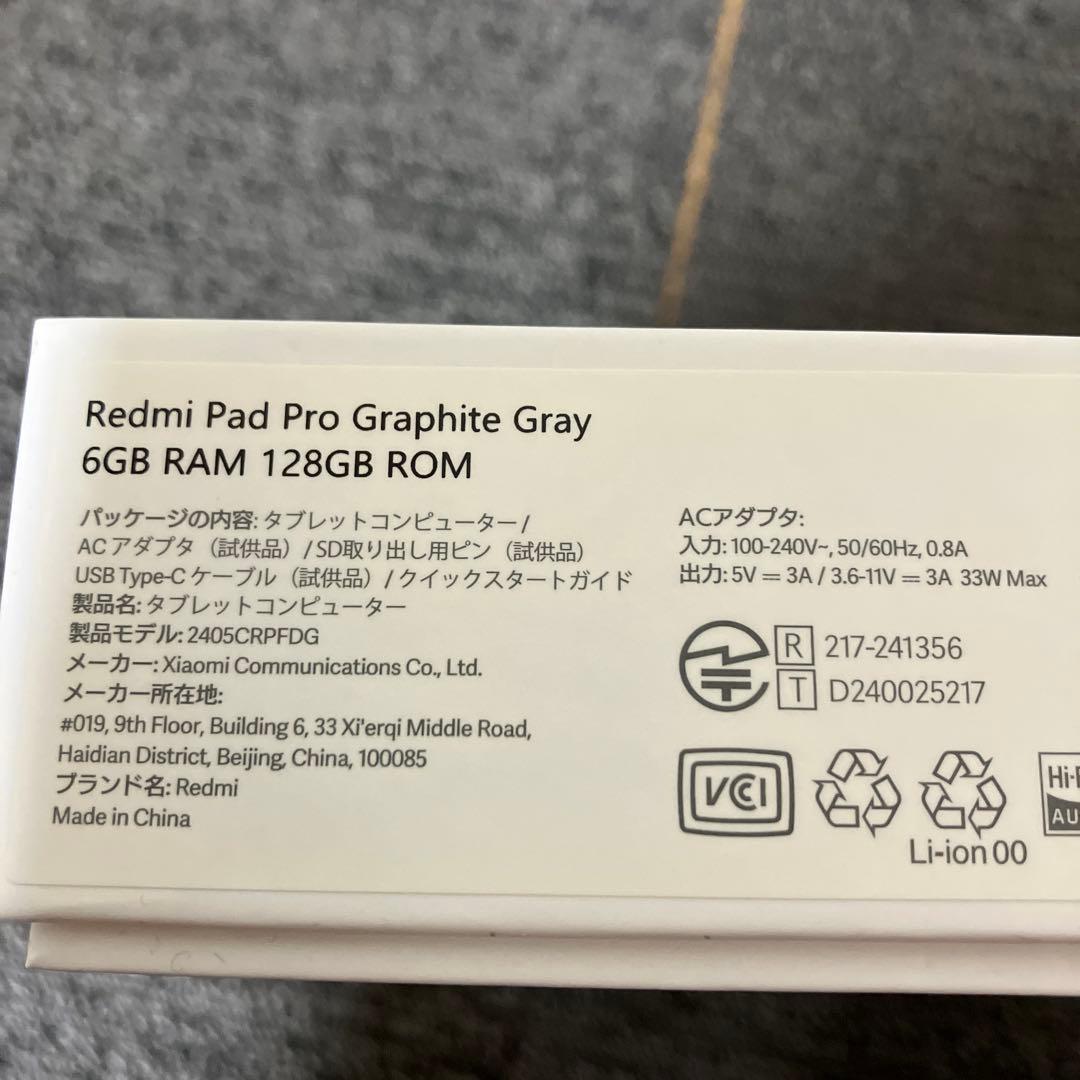 Redmi Pad Pro Graphite Gray
6GB RAM 128GB ROM
パッケージの内容: タブレットコンピューター /
ACアダプタ（試供品）/ SD取り出し用ピン（試供品）
USB Type-C ケーブル（試供品）/ クイックスタートガイド
製品名: タブレットコンピューター
製品モデル: 2405CRPFDG
メーカー: Xiaomi Communications Co., Ltd.
メーカー所在地:
#019, 9th Floor, Building 6, 33 Xi'erqi Middle Road,
Haidian District, Beijing, China, 100085
ブランド名: Redmi
Made in China
ACアダプタ:
入力: 100-240V~, 50/60Hz, 0.8A
出力: 5V ⎓ 3A / 3.6-11V ⎓ 3A 33W Max
R 217-241356
T D240025217
VCCI
Li-ion 00
AU